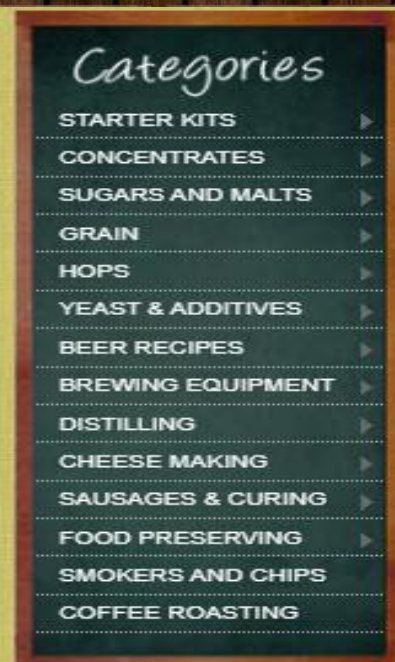 Categories
STARTER KITS
CONCENTRATES
SUGARS AND MALTS
GRAIN
HOPS
YEAST & ADDITIVES
BEER RECIPES
BREWING EQUIPMENT
DISTILLING
CHEESE MAKING
SAUSAGES & CURING
FOOD PRESERVING
SMOKERS AND CHIPS
COFFEE ROASTING